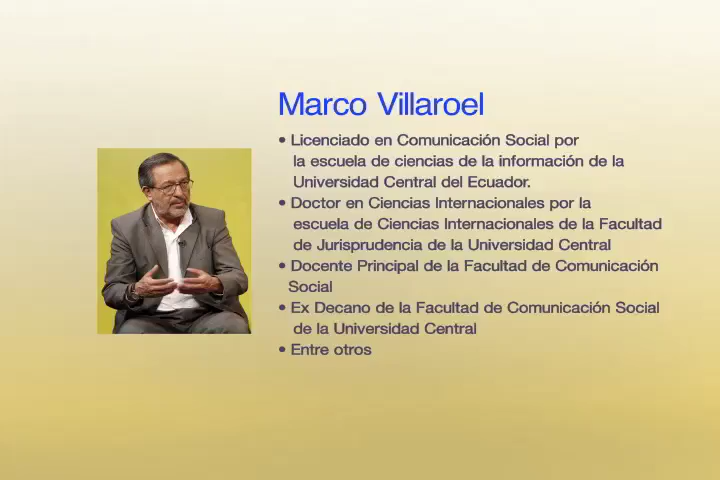 Marco Villaroel
• Licenciado en Comunicación Social por
la escuela de ciencias de la información de la
Universidad Central del Ecuador.
• Doctor en Ciencias Internacionales por la
escuela de Ciencias Internacionales de la Facultad
de Jurisprudencia de la Universidad Central
• Docente Principal de la Facultad de Comunicación
Social
• Ex Decano de la Facultad de Comunicación Social
de la Universidad Central
• Entre otros